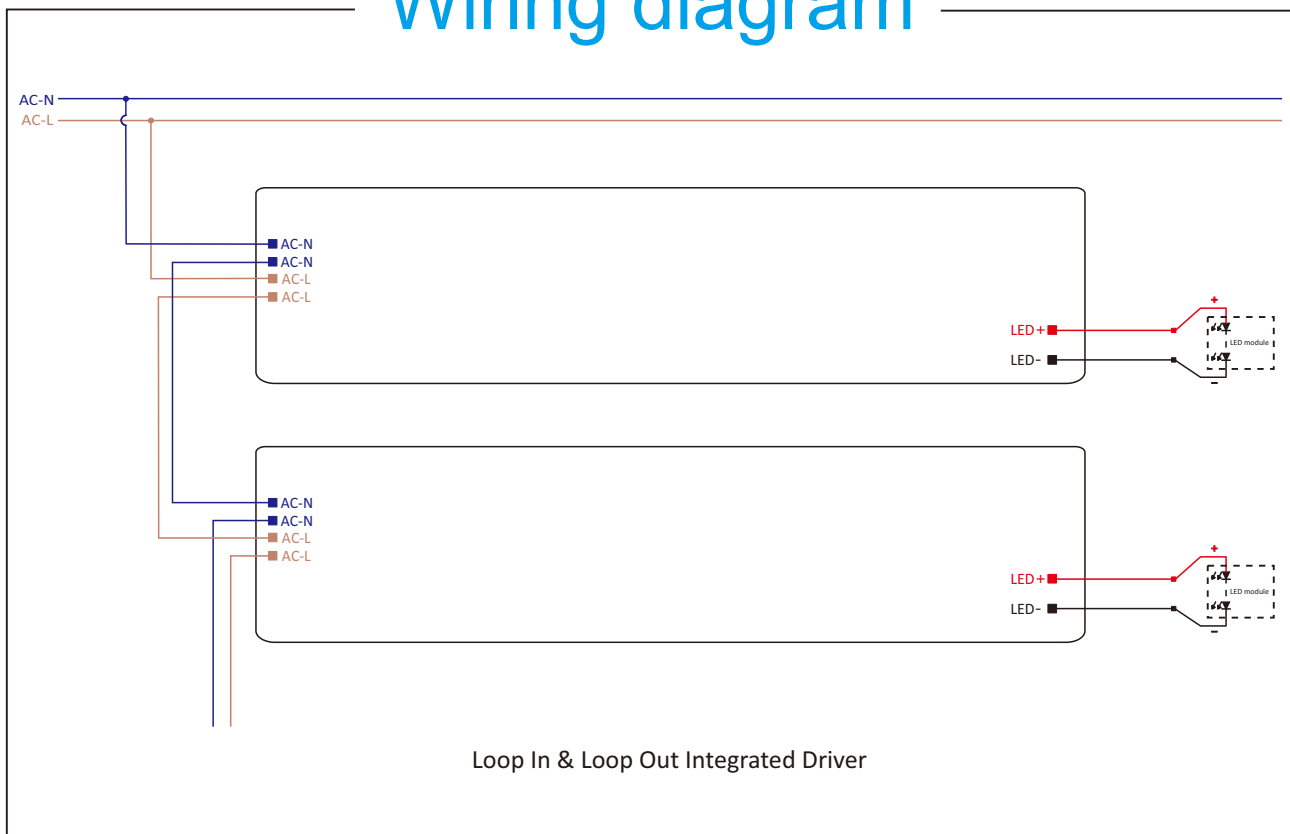 Wiring diagram
AC-N
AC-L
AC-N
AC-N
AC-L
AC-L
LED+
LED-
+
LED module
-
AC-N
AC-N
AC-L
AC-L
LED+
LED-
+
LED module
-
Loop In & Loop Out Integrated Driver